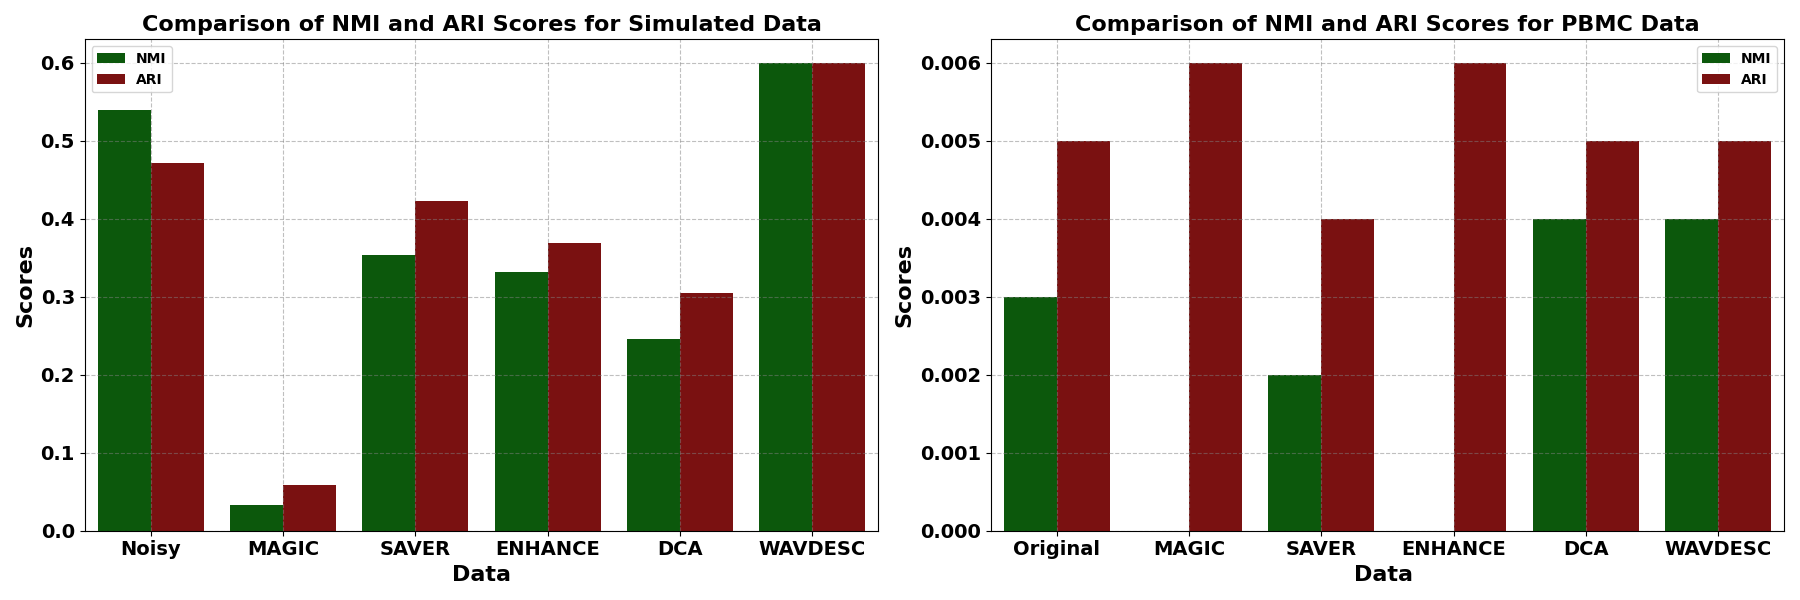 Comparison of NMI and ARI Scores for Simulated Data
NMI
ARI
0.6
0.5
0.4
0.3
0.2
0.1
0.0
Scores
Noisy MAGIC SAVER ENHANCE DCA WAVDESC
Data
Comparison of NMI and ARI Scores for PBMC Data
NMI
ARI
0.006
0.005
0.004
0.003
0.002
0.001
0.000
Scores
Original MAGIC SAVER ENHANCE DCA WAVDESC
Data